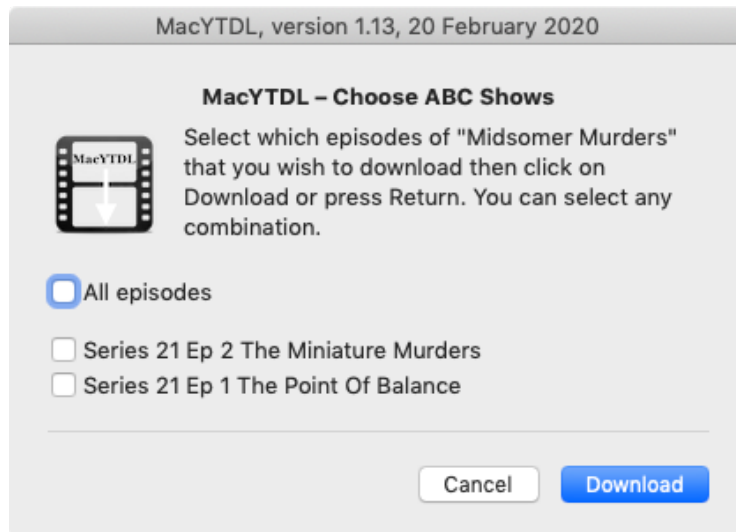 MacYTDL, version 1.13, 20 February 2020
MacYTDL – Choose ABC Shows
MacYTDL
Select which episodes of "Midsomer Murders"
that you wish to download then click on
Download or press Return. You can select any
combination.
All episodes
Series 21 Ep 2 The Miniature Murders
Series 21 Ep 1 The Point Of Balance
Cancel
Download